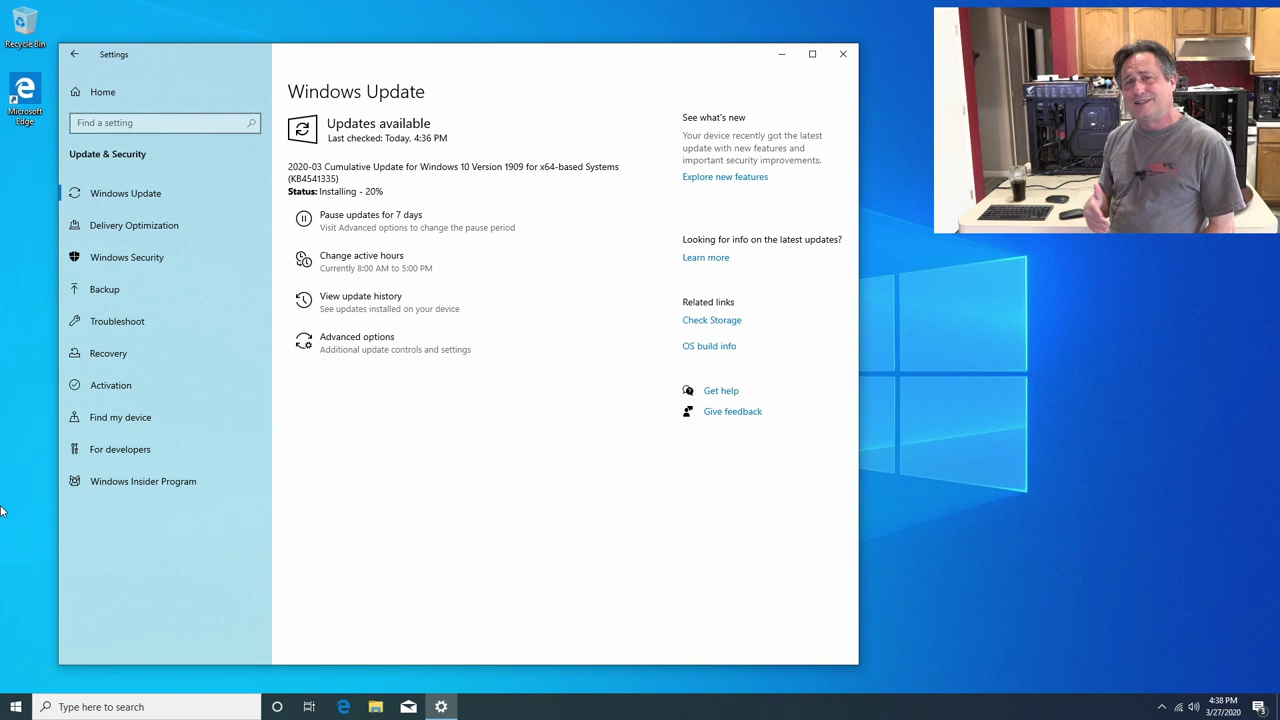 Recycle Bin
Microsoft
Edge
Settings
Home
Find a setting
Update & Security
Windows Update
Delivery Optimization
Windows Security
Backup
Troubleshoot
Recovery
Activation
Find my device
For developers
Windows Insider Program
Windows Update
Updates available
Last checked: Today, 4:36 PM
2020-03 Cumulative Update for Windows 10 Version 1909 for x64-based Systems
(KB4541335)
Status: Installing - 20%
Pause updates for 7 days
Visit Advanced options to change the pause period
Change active hours
Currently 8:00 AM to 5:00 PM
View update history
See updates installed on your device
Advanced options
Additional update controls and settings
See what's new
Your device recently got the latest
update with new features and
important security improvements.
Explore new features
Looking for info on the latest updates?
Learn more
Related links
Check Storage
OS build info
Get help
Give feedback
Type here to search
4:38 PM
3/27/2020
3